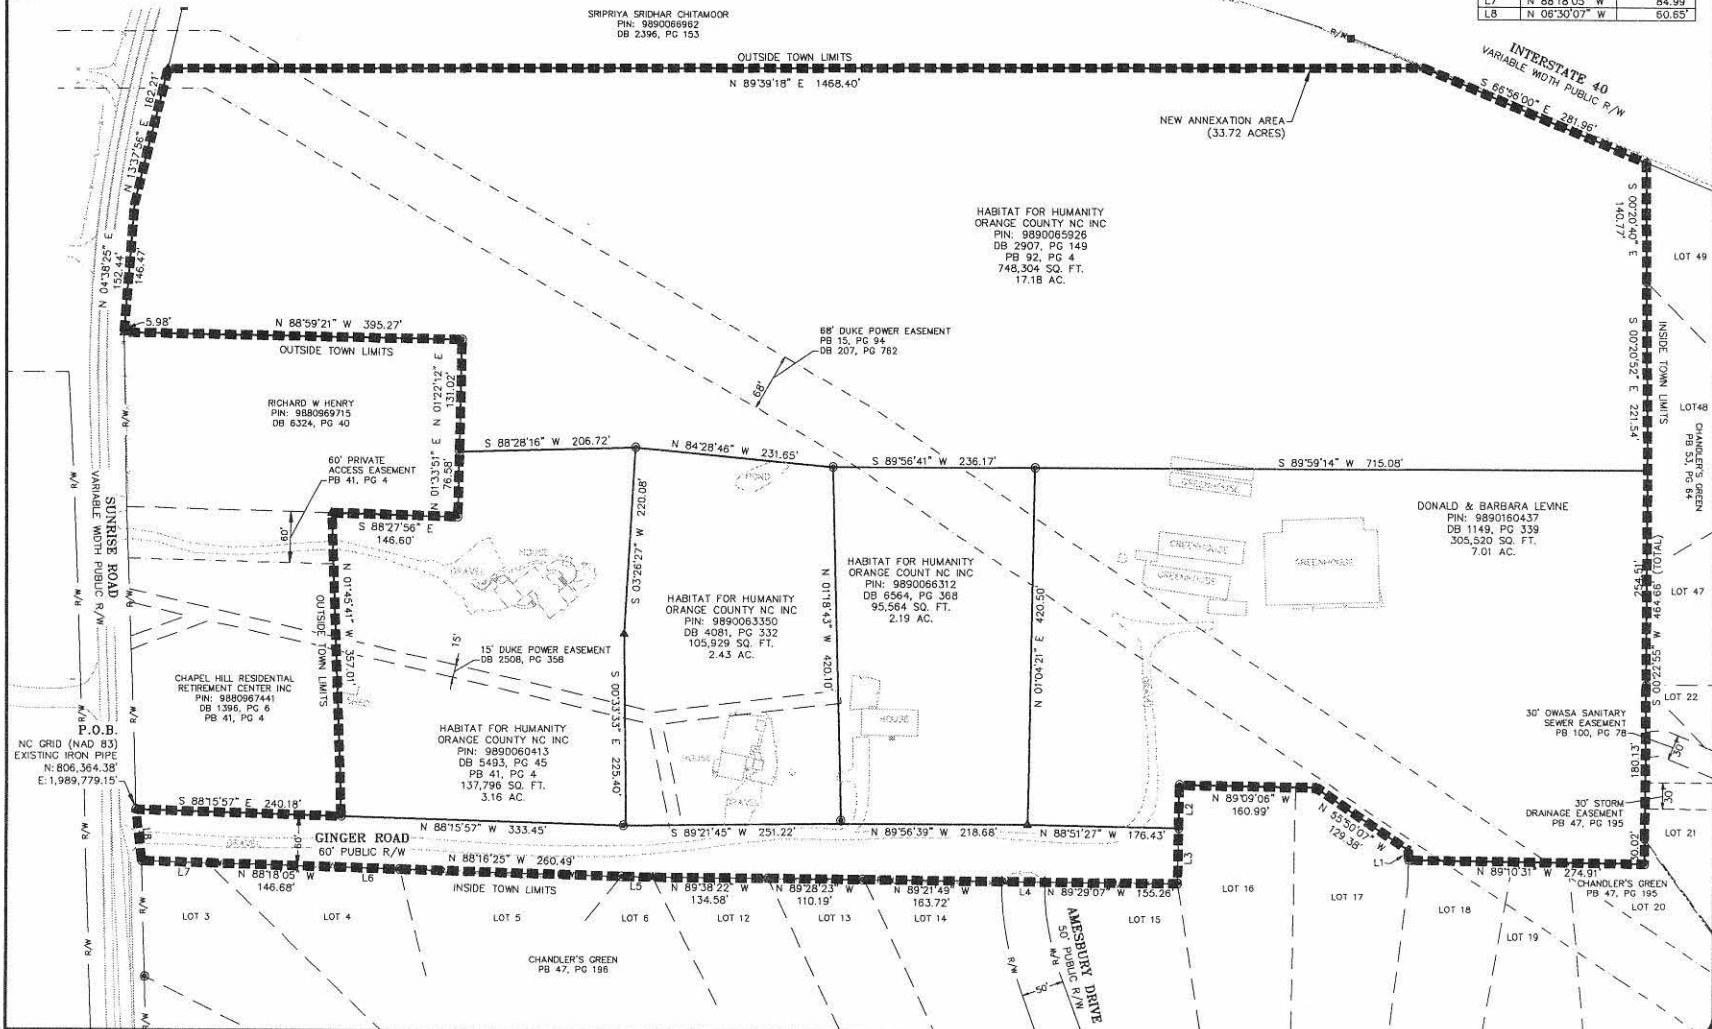 L7 N 88°18'05" W 84.99'
L8 N 06°30'07" W 60.65'
SRIPRIYA SRIDHAR CHITAMOOR
PIN: 9890066962
DB 2396, PG 153
OUTSIDE TOWN LIMITS
N 89°39'18" E 1468.40'
R/W
INTERSTATE 40
VARIABLE WIDTH PUBLIC R/W
S 66°56'00" E 281.96'
NEW ANNEXATION AREA
(33.72 ACRES)
N 13°37'56" E 162.21'
N 04°38'25" E
152.44'
146.47'
5.98'
N 88°59'21" W 395.27'
OUTSIDE TOWN LIMITS
HABITAT FOR HUMANITY
ORANGE COUNTY NC INC
PIN: 9890065926
DB 2907, PG 149
PB 92, PG 4
748,304 SQ. FT.
17.18 AC.
S 00°20'40" E
140.77'
LOT 49
68' DUKE POWER EASEMENT
PB 15, PG 94
DB 207, PG 762
68'
S 00°20'52" E 221.54'
INSIDE TOWN LIMITS
LOT48
CHANDLER'S GREEN
PB 53, PG 64
RICHARD W HENRY
PIN: 9880969715
DB 6324, PG 40
N 01°22'12" E
131.02'
N 01°33'51" E
76.58'
60' PRIVATE
ACCESS EASEMENT
PB 41, PG 4
60'
S 88°27'56" E
146.60'
S 88°28'16" W 206.72'
N 84°28'46" W 231.65'
S 89°56'41" W 236.17'
S 89°59'14" W 715.08'
POND
GREENHOUSE
GREENHOUSE
DONALD & BARBARA LEVINE
PIN: 9890160437
DB 1149, PG 339
305,520 SQ. FT.
7.01 AC.
GREENHOUSE
GREENHOUSE
GREENHOUSE
R/W
R/W
SUNRISE ROAD
VARIABLE WIDTH PUBLIC R/W
R/W
R/W
HOUSE
GRAVEL
S 03°26'27" W 220.08'
HABITAT FOR HUMANITY
ORANGE COUNTY NC INC
PIN: 9890063350
DB 4081, PG 332
105,929 SQ. FT.
2.43 AC.
N 01°18'43" W 420.10'
HABITAT FOR HUMANITY
ORANGE COUNT NC INC
PIN: 9890066312
DB 6564, PG 368
95,564 SQ. FT.
2.19 AC.
N 01°04'21" E 420.50'
254.51'
S 00°22'55" W 464.66' (TOTAL)
LOT 47
OUTSIDE TOWN LIMITS
N 01°45'41" W 357.01'
15'
15' DUKE POWER EASEMENT
DB 2508, PG 358
CHAPEL HILL RESIDENTIAL
RETIREMENT CENTER INC
PIN: 9880967441
DB 1396, PG 6
PB 41, PG 4
SHED
S 00°33'33" E 225.40'
HOUSE
HOUSE
GRAVEL
GRAVEL
LOT 22
30' OWASA SANITARY
SEWER EASEMENT
PB 100, PG 78
30'
180.13'
P.O.B.
NC GRID (NAD 83)
EXISTING IRON PIPE
N: 806,364.38'
E: 1,989,779.15'
HABITAT FOR HUMANITY
ORANGE COUNTY NC INC
PIN: 9890060413
DB 5493, PG 45
PB 41, PG 4
137,796 SQ. FT.
3.16 AC.
30' STORM
DRAINAGE EASEMENT
PB 47, PG 195
30'
LOT 21
30.02'
S 88°15'57" E 240.18'
N 88°15'57" W 333.45'
S 89°21'45" W 251.22'
N 89°56'39" W 218.68'
N 88°51'27" W 176.43'
L2
N 89°09'06" W
160.99'
N 55°50'07" W
129.38'
L1
N 89°10'31" W 274.91'
CHANDLER'S GREEN
PB 47, PG 195
LOT 20
R/W
L8
GRAVEL
60'
GINGER ROAD
60' PUBLIC R/W
N 88°16'25" W 260.49'
L3
L7
N 88°18'05" W
146.68'
L6
INSIDE TOWN LIMITS
L5
N 89°38'22" W
134.58'
N 89°28'23" W
110.19'
N 89°21'49" W
163.72'
L4
N 89°29'07" W 155.26'
R/W
R/W
LOT 3
LOT 4
LOT 5
LOT 6
LOT 12
LOT 13
LOT 14
LOT 15
LOT 16
LOT 17
LOT 18
LOT 19
CHANDLER'S GREEN
PB 47, PG 196
R/W
R/W
50'
AMESBURY DRIVE
50' PUBLIC R/W
R/W